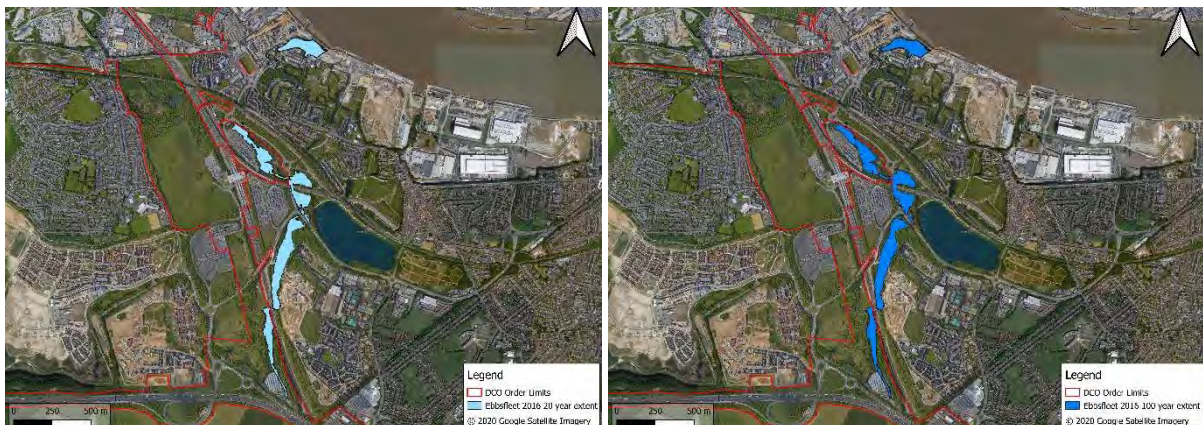 Legend
DCO Order Limits
Ebbsfleet 2016 20 year extent
© 2020 Google Satellite Imagery
0 250 500 m
Legend
DCO Order Limits
Ebbsfleet 2016 100 year extent
© 2020 Google Satellite Imagery
0 250 500 m